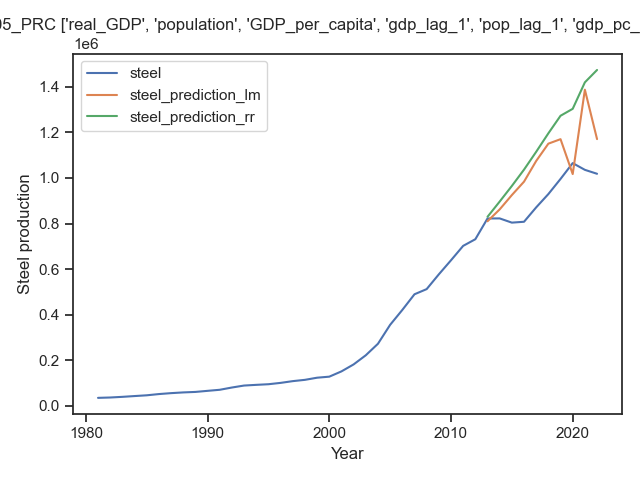 05_PRC ['real_GDP', 'population', 'GDP_per_capita', 'gdp_lag_1', 'pop_lag_1', 'gdp_pc_
1e6
steel
steel_prediction_lm
steel_prediction_rr
1.4
1.2
1.0
0.8
0.6
0.4
0.2
0.0
Steel production
1980
1990
2000
2010
2020
Year